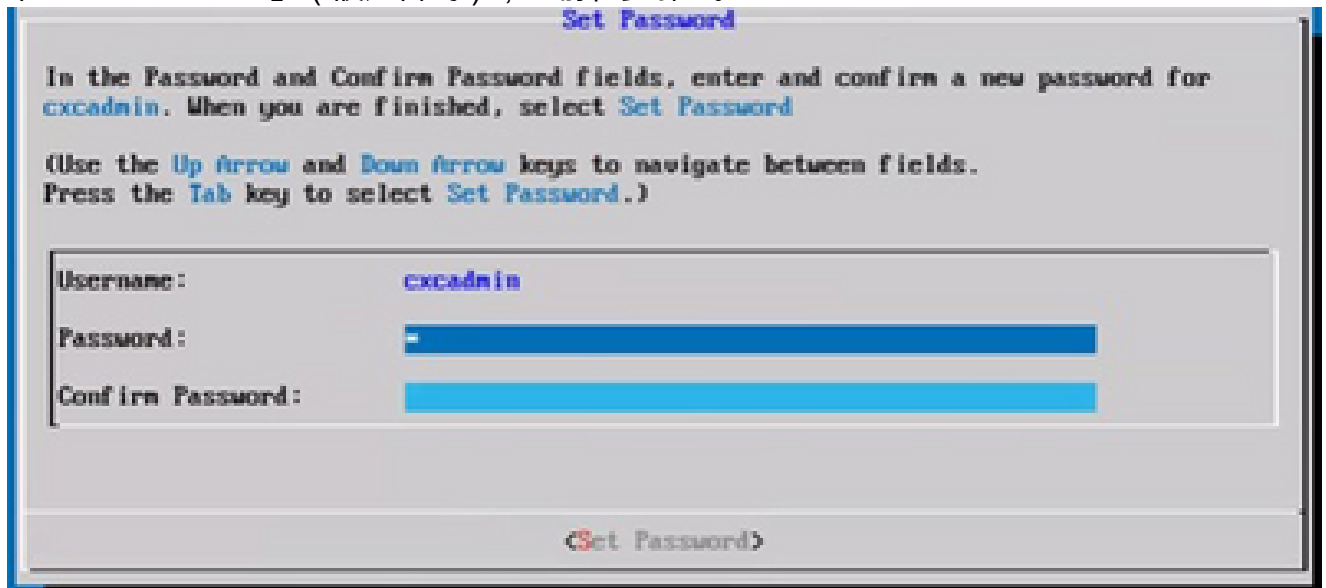 Set Password
In the Password and Confirm Password fields, enter and confirm a new password for
cxcadmin. When you are finished, select Set Password
(Use the Up Arrow and Down Arrow keys to navigate between fields.
Press the Tab key to select Set Password.)
Username: cxcadmin
Password:
Confirm Password:
<Set Password>